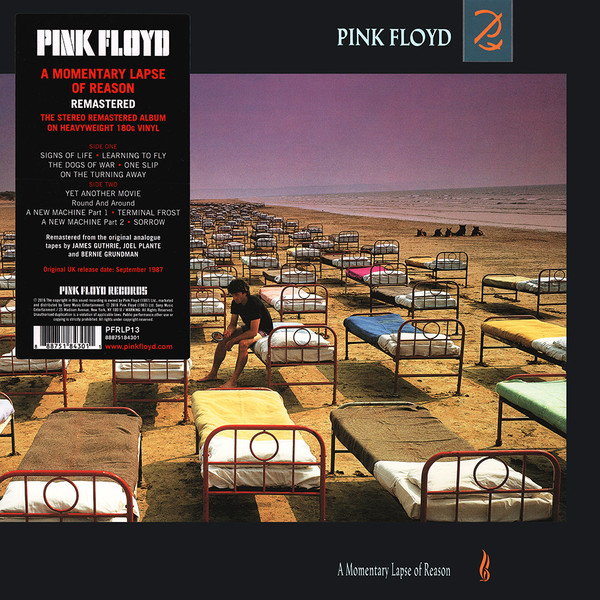 PINK FLOYD
A MOMENTARY LAPSE
OF REASON
REMASTERED
THE STEREO REMASTERED ALBUM
ON HEAVYWEIGHT 180g VINYL
SIDE ONE
SIGNS OF LIFE • LEARNING TO FLY
THE DOGS OF WAR • ONE SLIP
ON THE TURNING AWAY
SIDE TWO
YET ANOTHER MOVIE
Round And Around
A NEW MACHINE Part 1 • TERMINAL FROST
A NEW MACHINE Part 2 • SORROW
Remastered from the original analogue
tapes by JAMES GUTHRIE, JOEL PLANTE
and BERNIE GRUNDMAN
Original UK release date: September 1987
PINK FLOYD RECORDS
PFRLP13
88875184301
www.pinkfloyd.com
PINK FLOYD
A Momentary Lapse of Reason